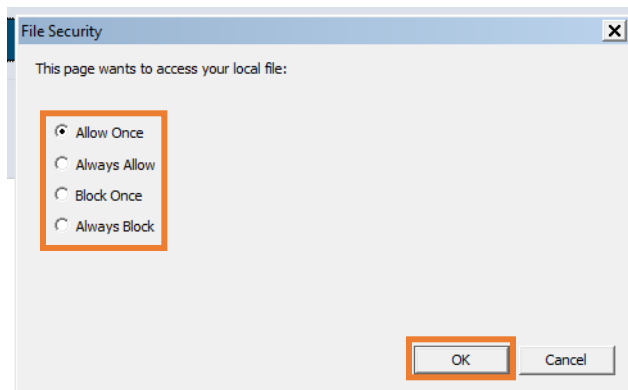 File Security
This page wants to access your local file:
Allow Once
Always Allow
Block Once
Always Block
OK Cancel